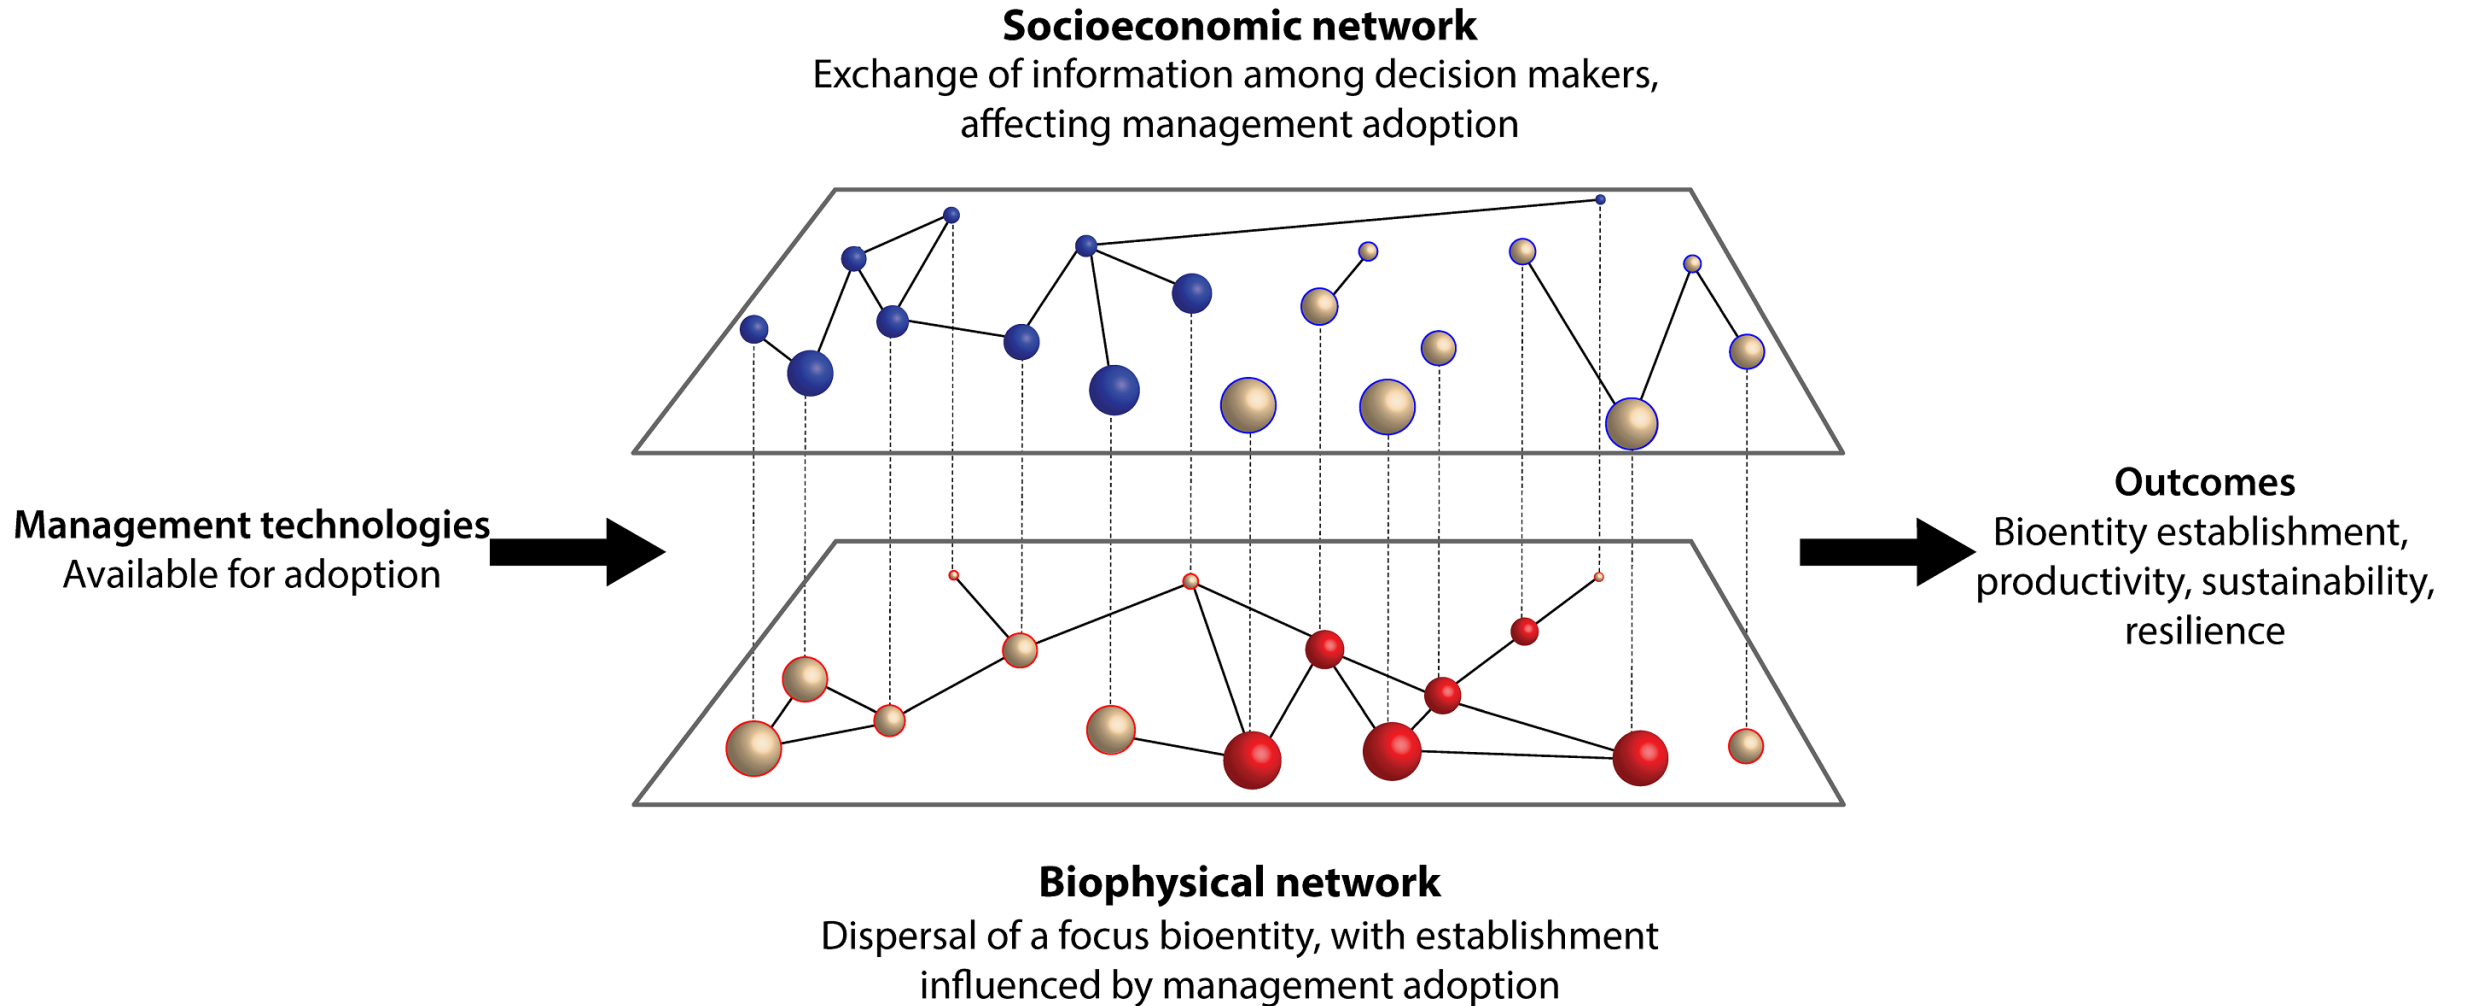 Socioeconomic network
Exchange of information among decision makers,
affecting management adoption
Management technologies
Available for adoption
Outcomes
Bioentity establishment,
productivity, sustainability,
resilience
Biophysical network
Dispersal of a focus bioentity, with establishment
influenced by management adoption